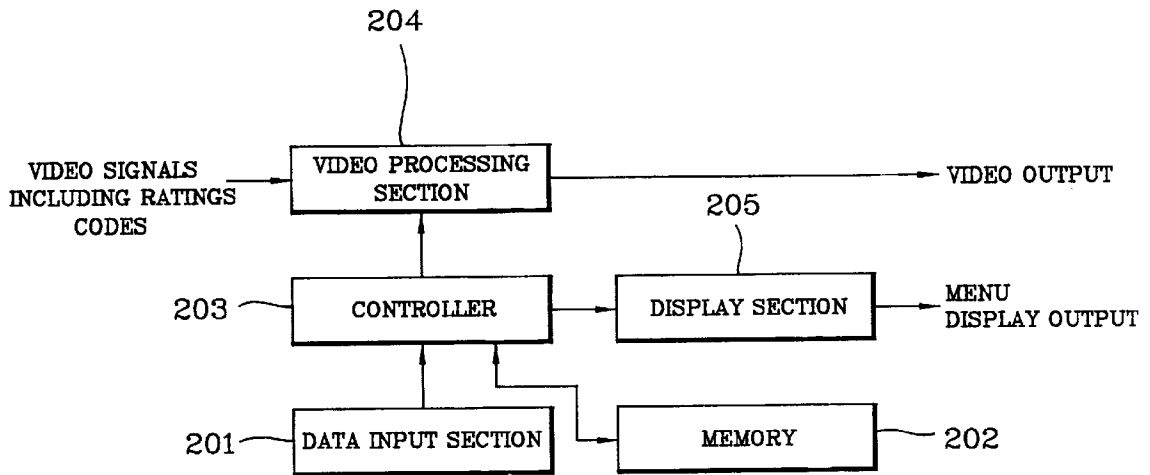 204
VIDEO SIGNALS
INCLUDING RATINGS
CODES
VIDEO PROCESSING
SECTION
VIDEO OUTPUT
205
203
CONTROLLER
DISPLAY SECTION
MENU
DISPLAY OUTPUT
201
DATA INPUT SECTION
MEMORY
202